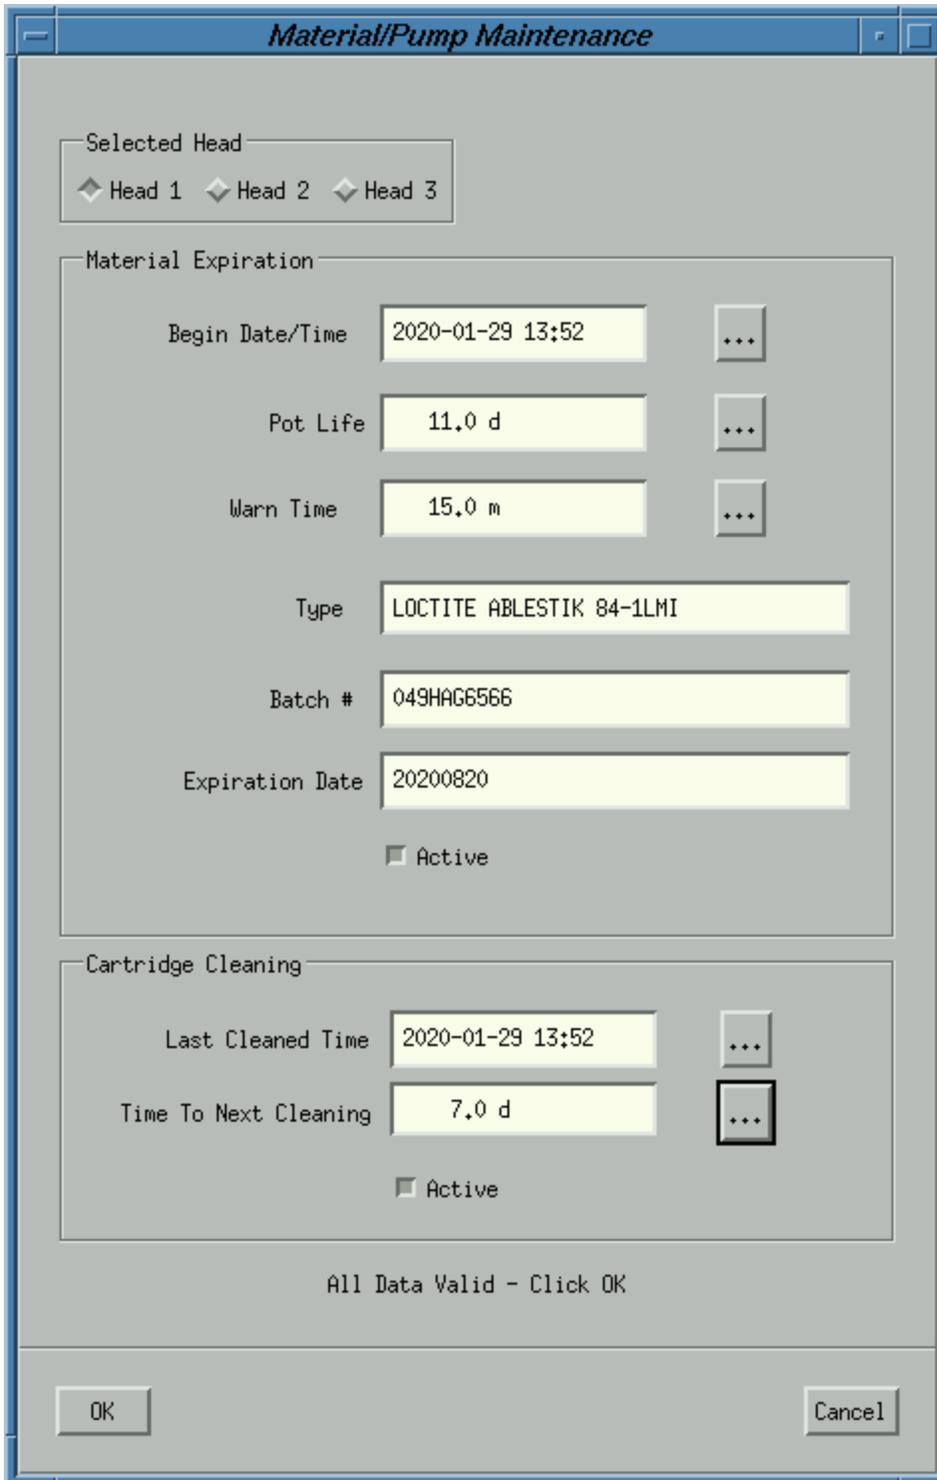 Material/Pump Maintenance
Selected Head
Head 1 Head 2 Head 3
Material Expiration
Begin Date/Time 2020-01-29 13:52 ...
Pot Life 11.0 d ...
Warn Time 15.0 m ...
Type LOCTITE ABLESTIK 84-1LMI
Batch # 049HAG6566
Expiration Date 20200820
Active
Cartridge Cleaning
Last Cleaned Time 2020-01-29 13:52 ...
Time To Next Cleaning 7.0 d ...
Active
All Data Valid - Click OK
OK Cancel